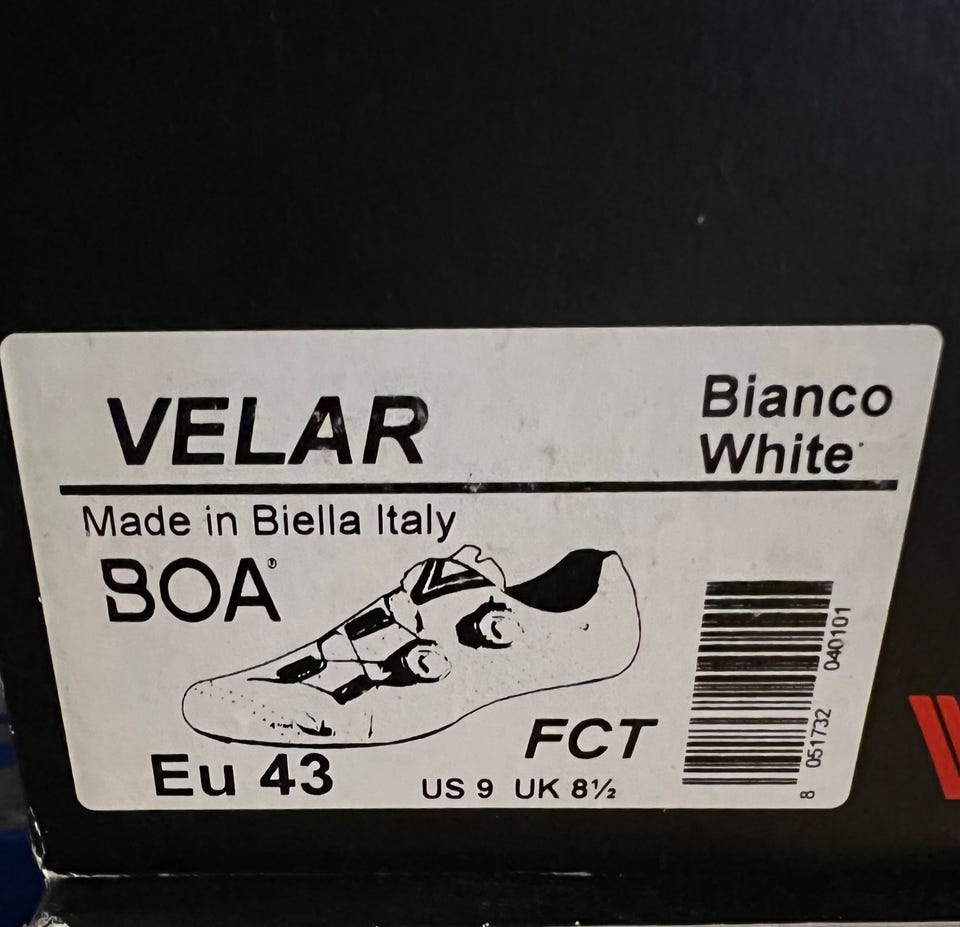 VELAR
Bianco
White
Made in Biella Italy
BOA®
FCT
Eu 43
US 9 UK 8½
8 051732 040101